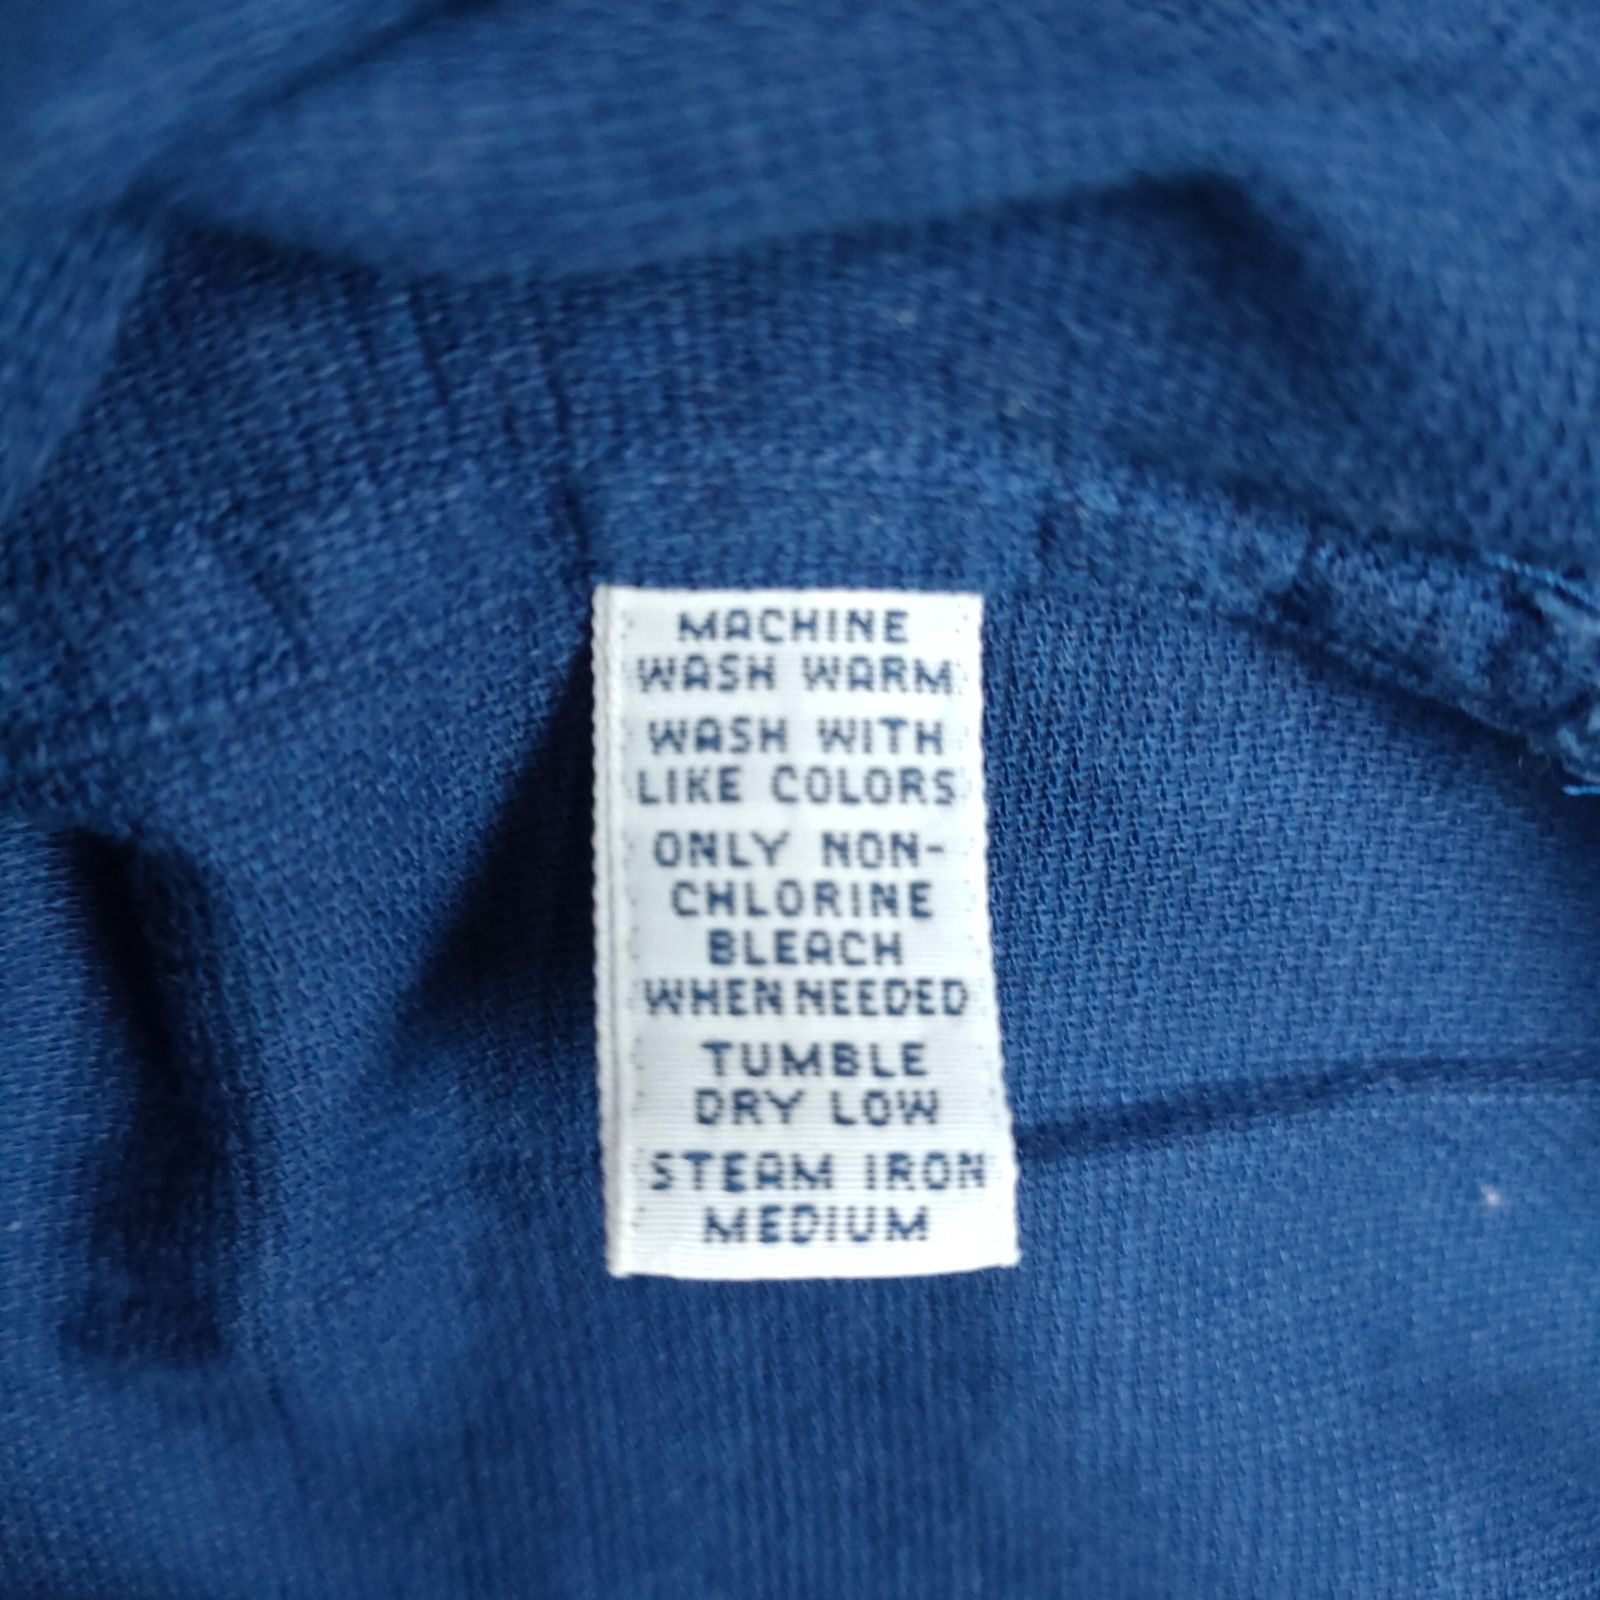 MACHINE
WASH WARM
WASH WITH
LIKE COLORS
ONLY NON-
CHLORINE
BLEACH
WHEN NEEDED
TUMBLE
DRY LOW
STEAM IRON
MEDIUM